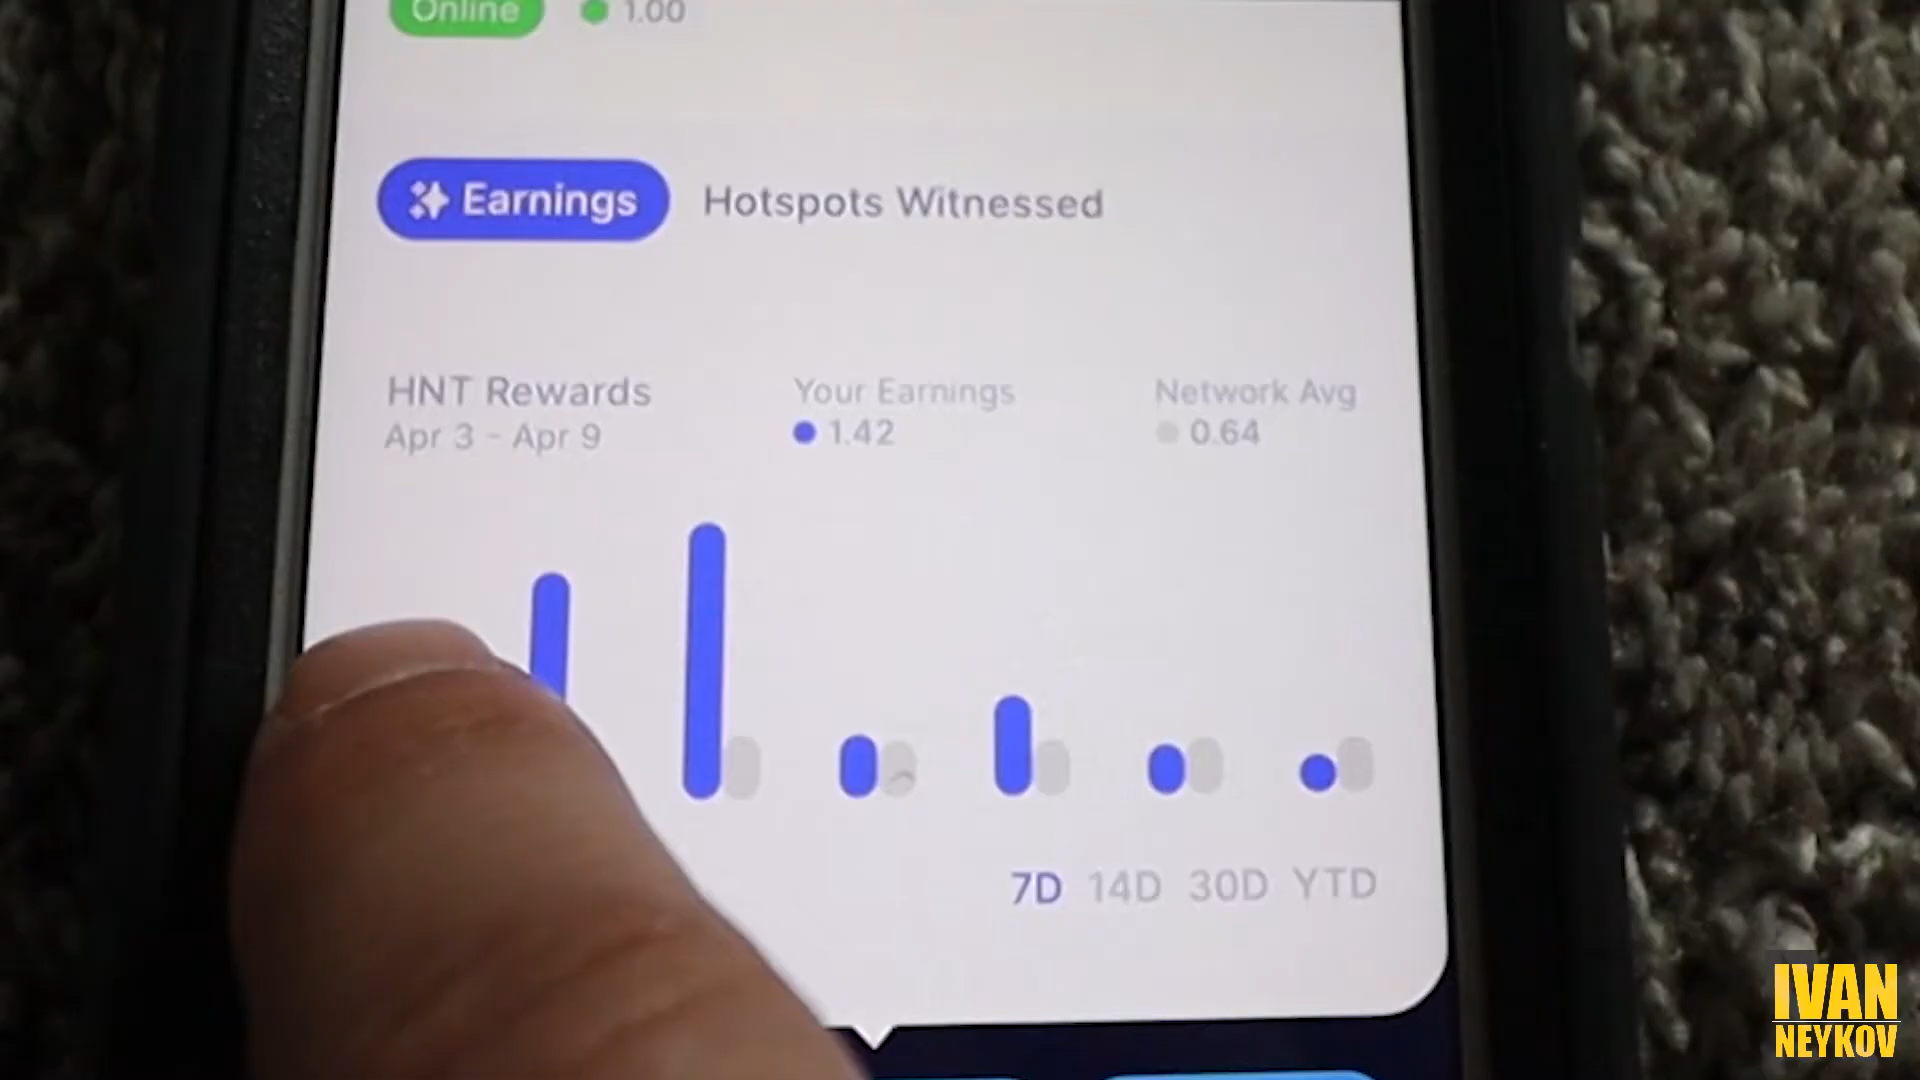 Online 1.00
Earnings Hotspots Witnessed
HNT Rewards Your Earnings Network Avg
Apr 3 - Apr 9 1.42 0.64
7D 14D 30D YTD
IVAN
NEYKOV